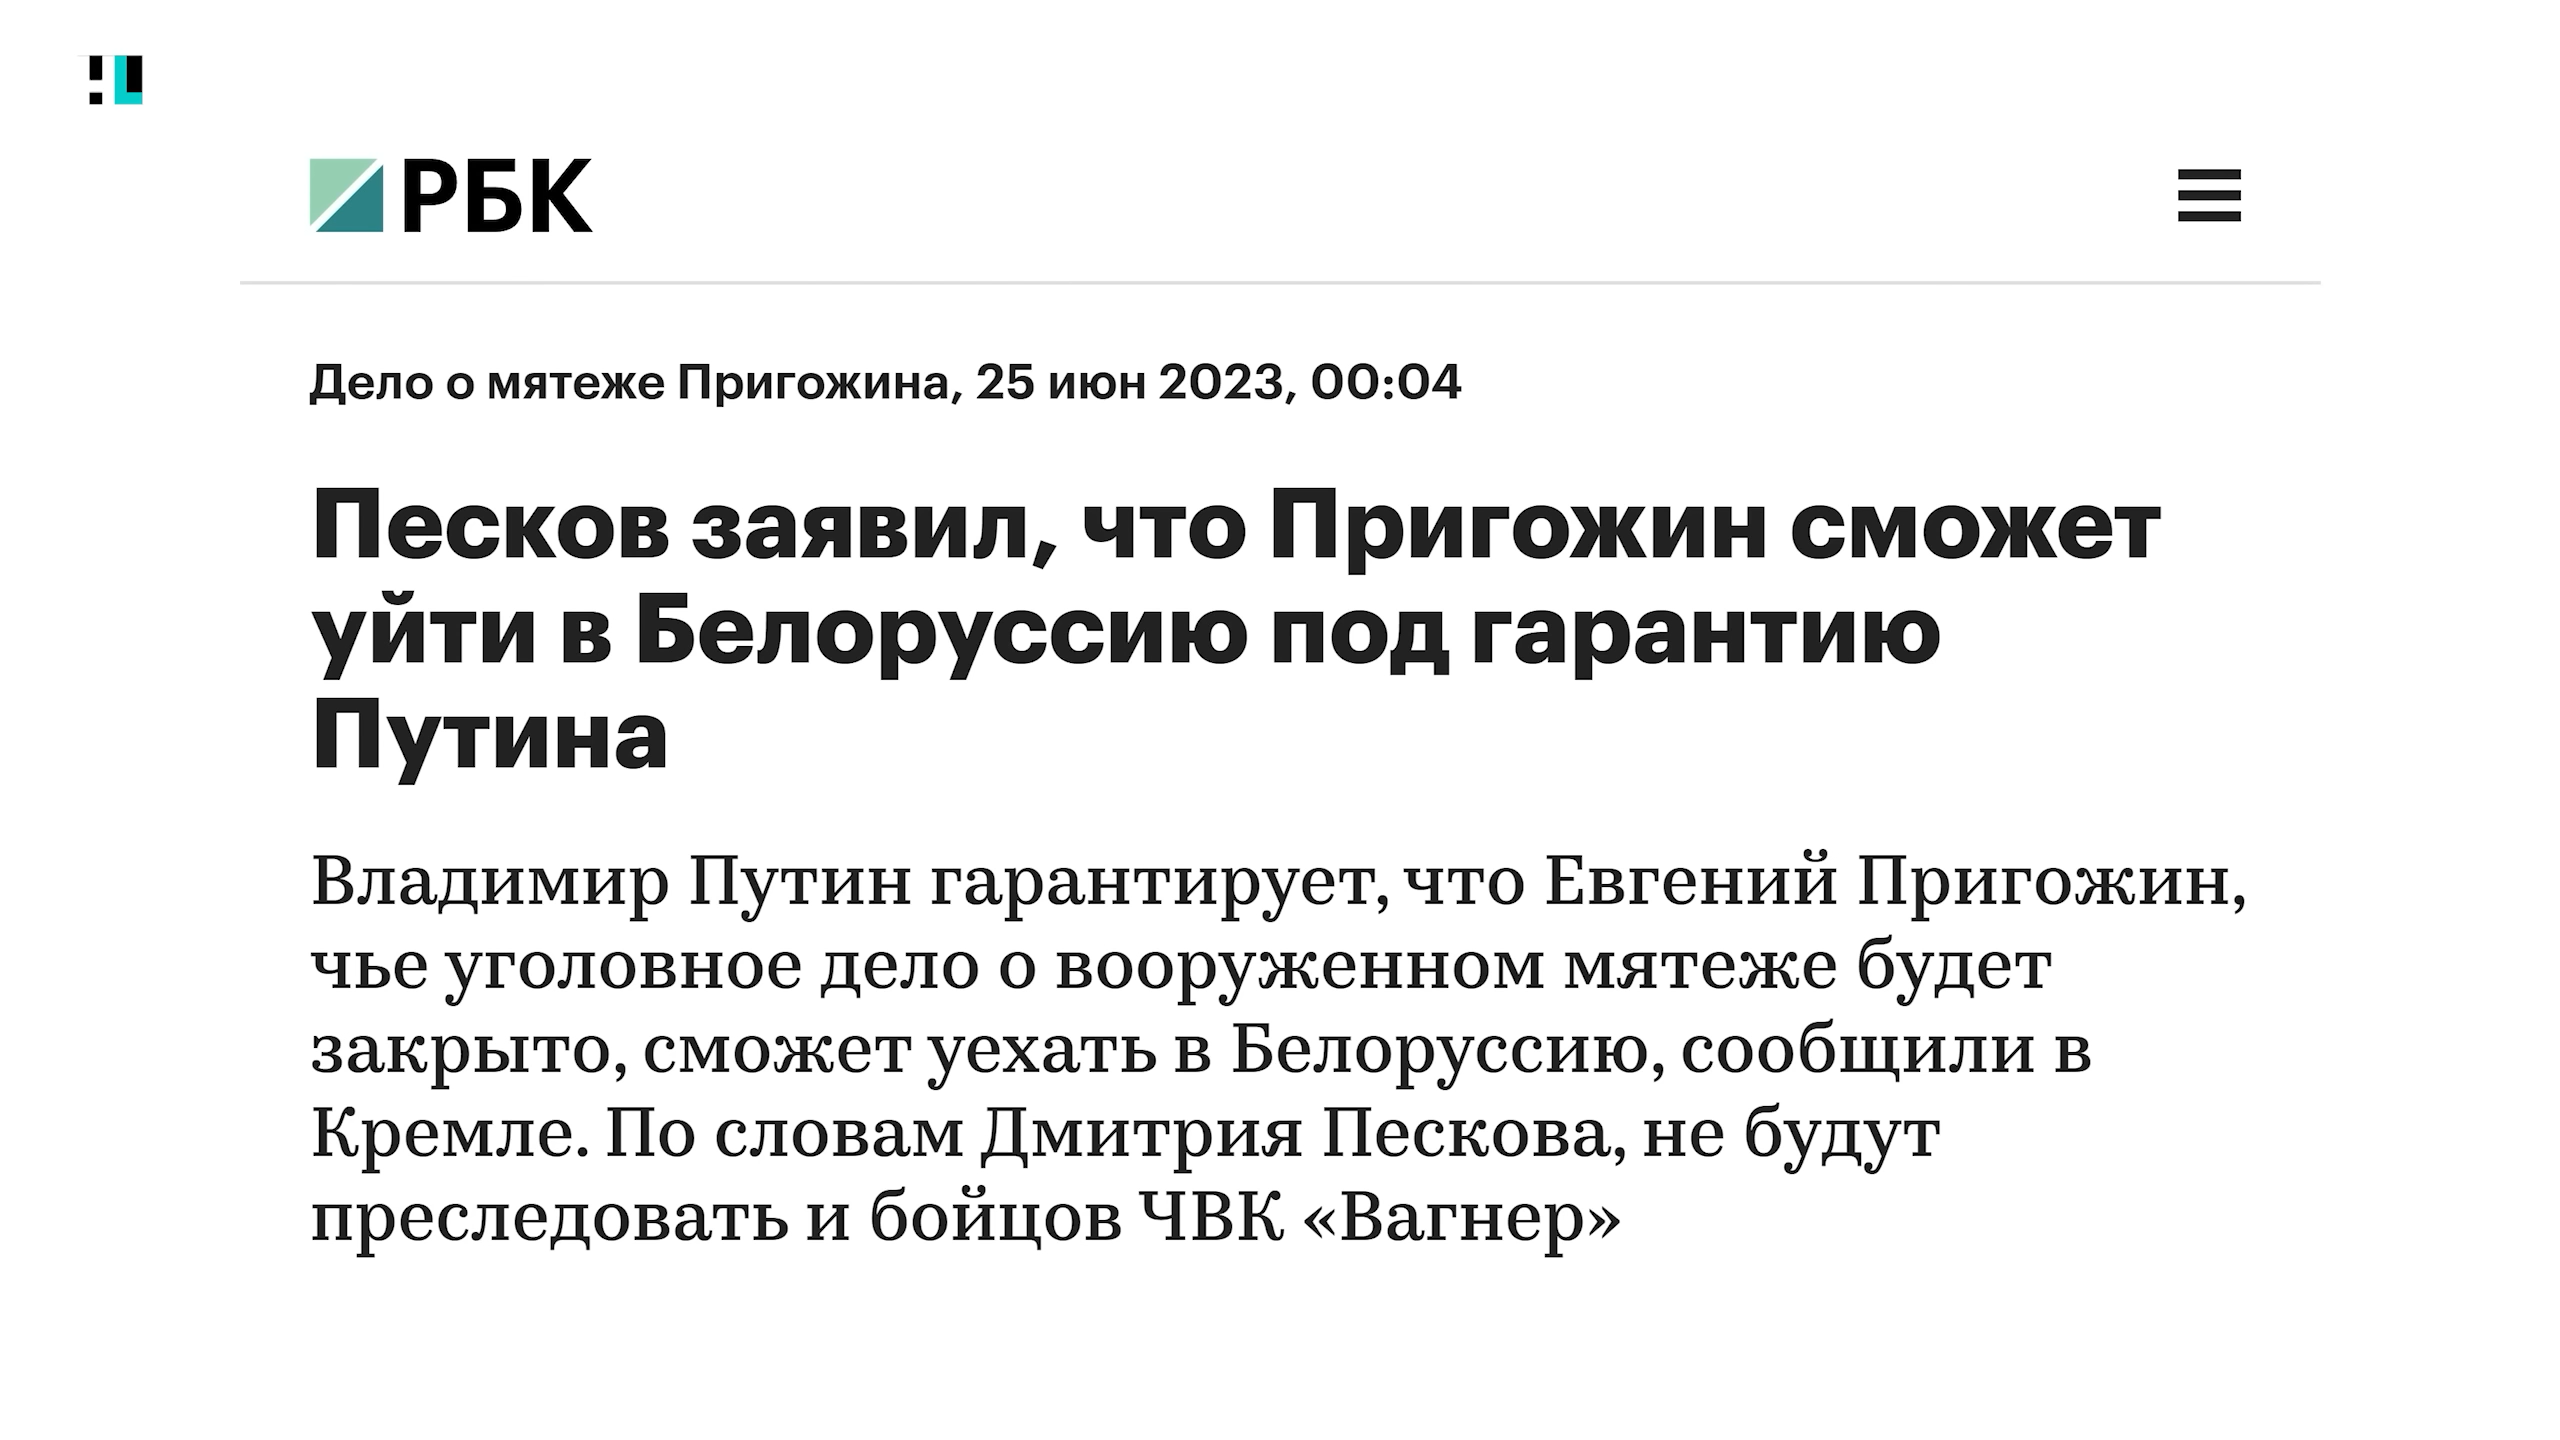 РБК
Дело о мятеже Пригожина, 25 июн 2023, 00:04
Песков заявил, что Пригожин сможет
уйти в Белоруссию под гарантию
Путина
Владимир Путин гарантирует, что Евгений Пригожин,
чье уголовное дело о вооруженном мятеже будет
закрыто, сможет уехать в Белоруссию, сообщили в
Кремле. По словам Дмитрия Пескова, не будут
преследовать и бойцов ЧВК «Вагнер»